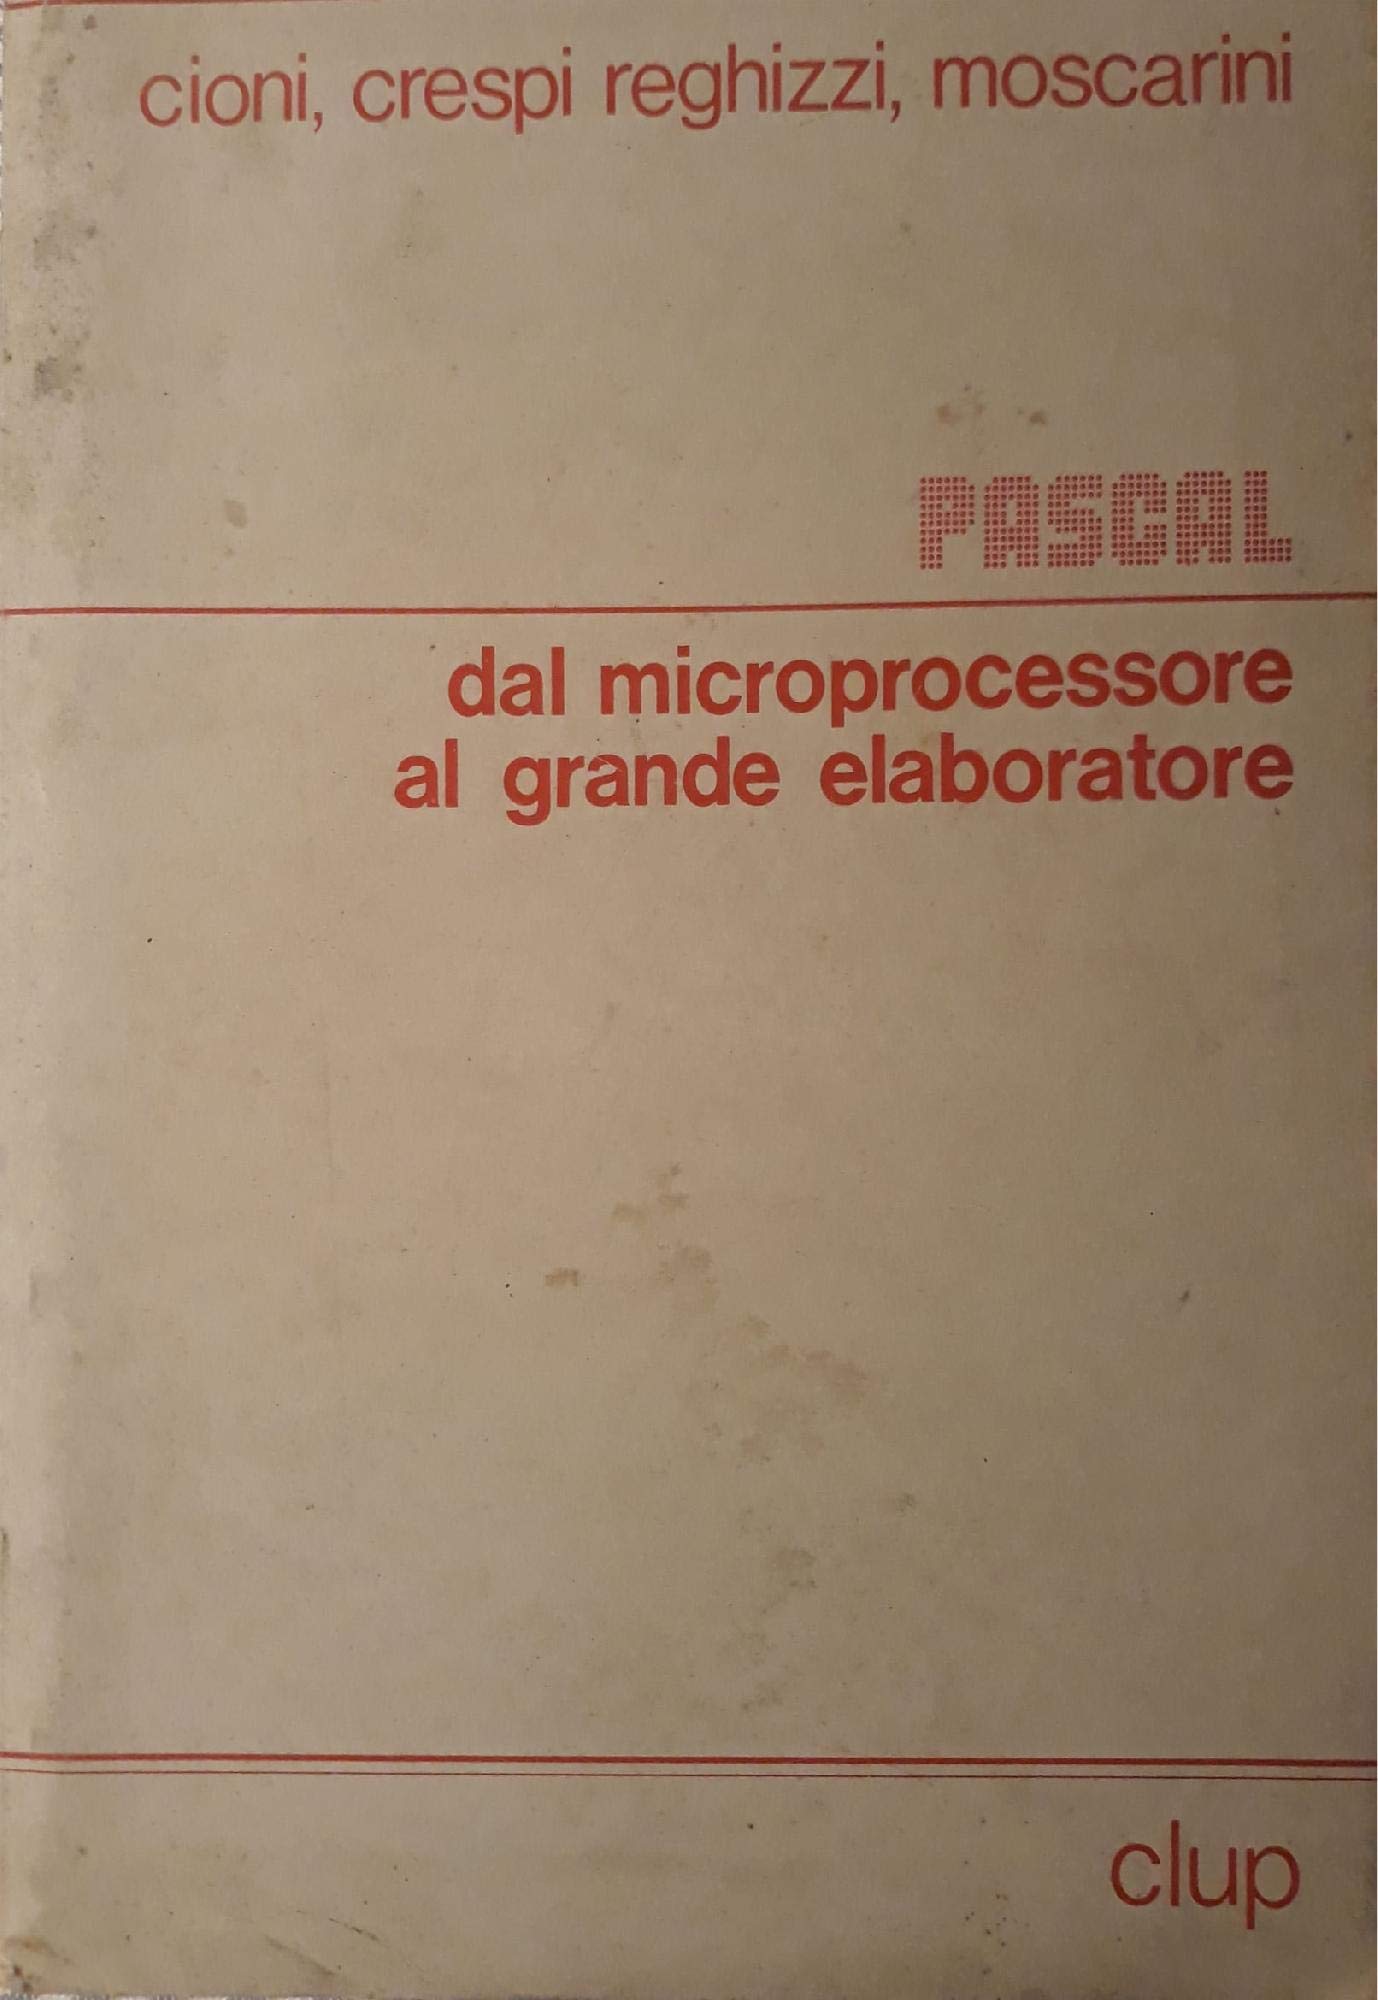 cioni, crespi reghizzi, moscarini
PASCAL
dal microprocessore
al grande elaboratore
clup